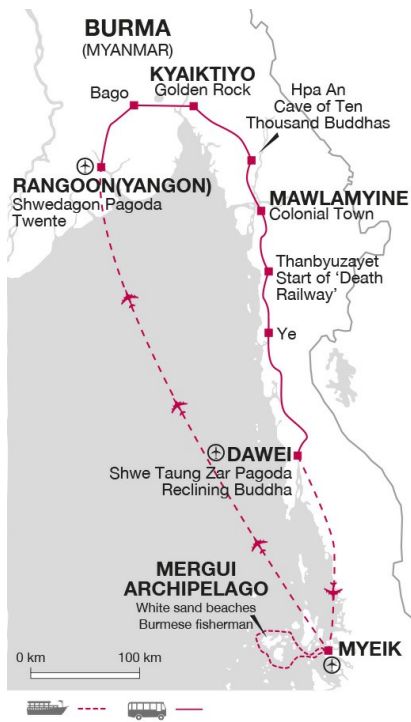 BURMA
(MYANMAR)
KYAIKTIYO
Golden Rock
Bago
Hpa An
Cave of Ten
Thousand Buddhas
RANGOON(YANGON)
Shwedagon Pagoda
Twente
MAWLAMYINE
Colonial Town
Thanbyuzayet
Start of ‘Death
Railway’
Ye
DAWEI
Shwe Taung Zar Pagoda
Reclining Buddha
MERGUI
ARCHIPELAGO
White sand beaches
Burmese fisherman
MYEIK
0 km 100 km